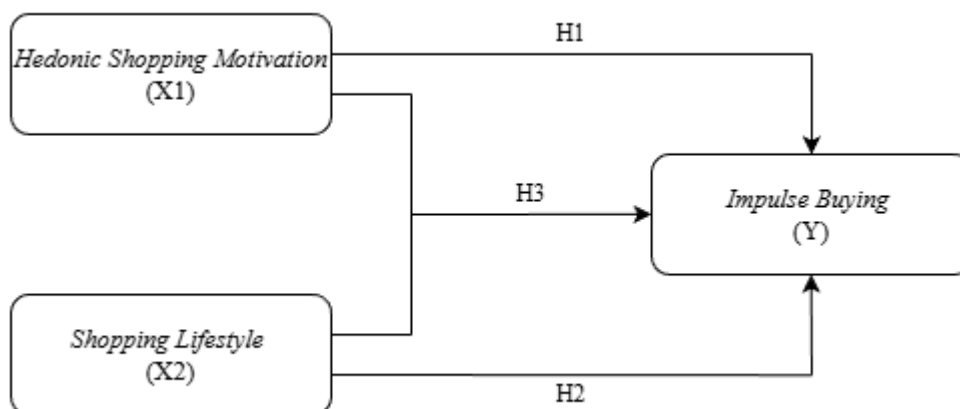 H1
Hedonic Shopping Motivation
(X1)
H3
Impulse Buying
(Y)
Shopping Lifestyle
(X2)
H2